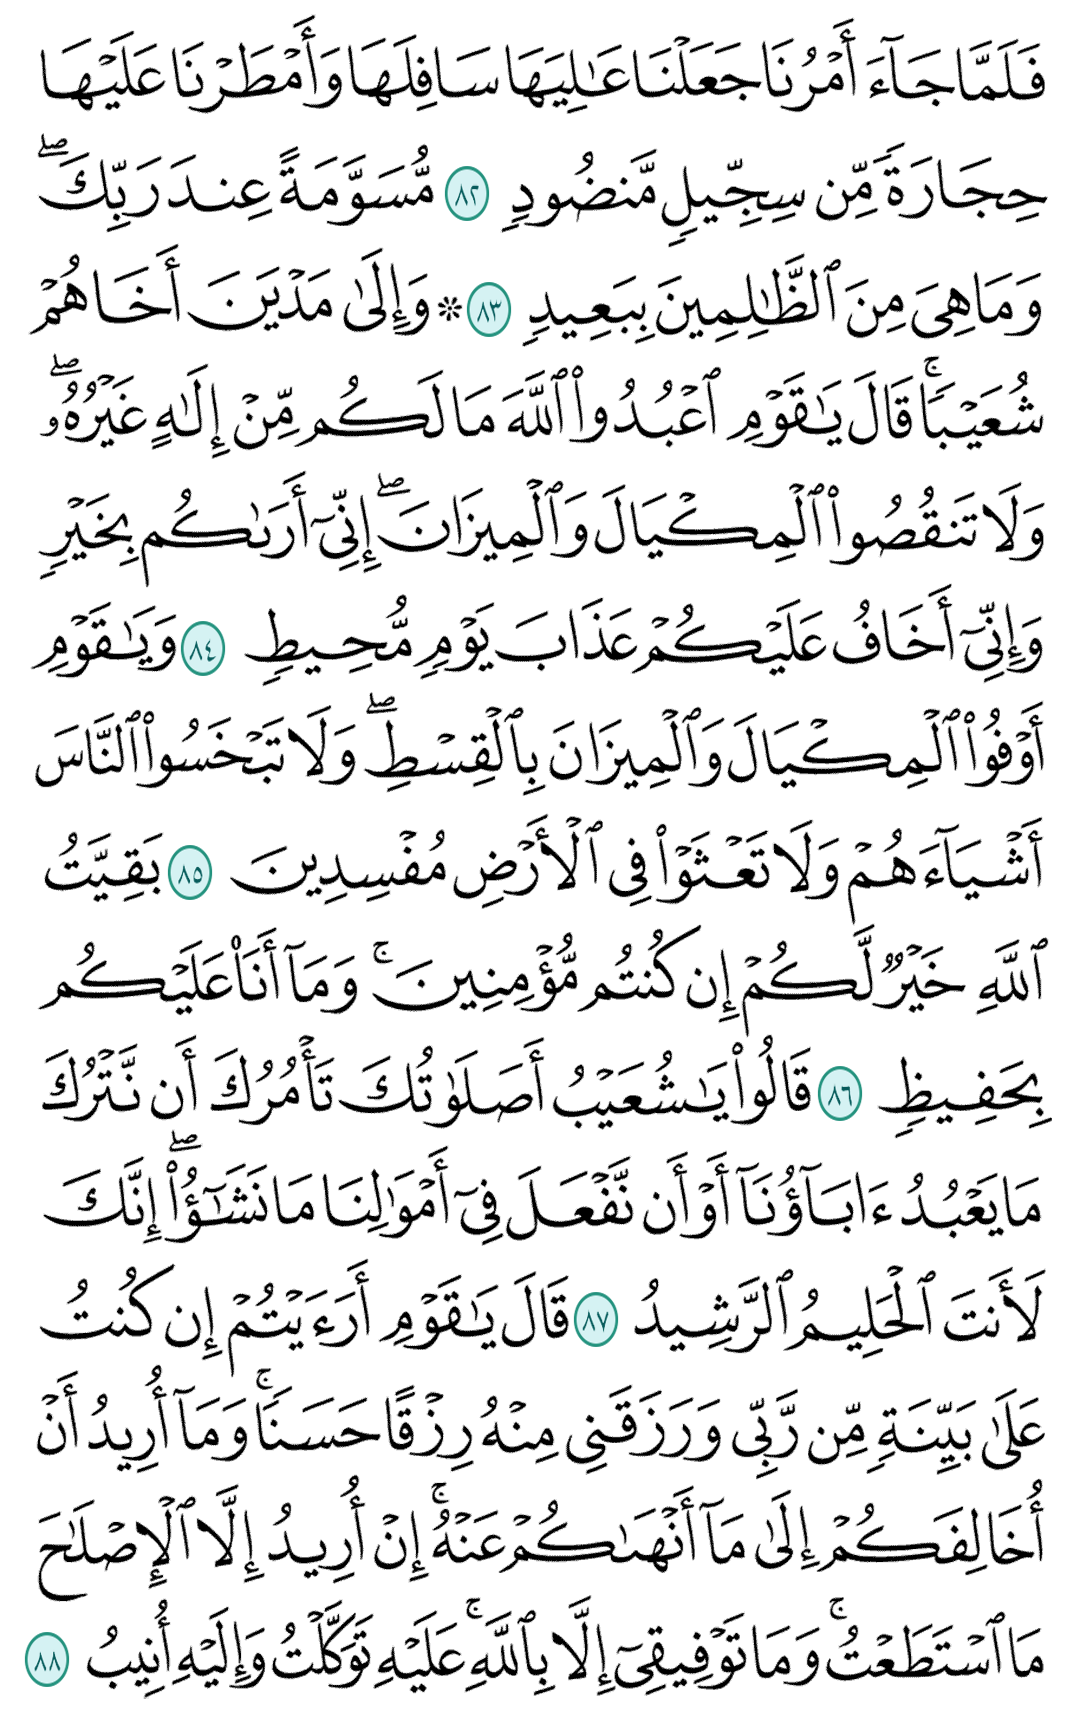 فَلَمَّا جَآءَ أَمْرُنَا جَعَلْنَا عَٰلِيَهَا سَافِلَهَا وَأَمْطَرْنَا عَلَيْهَا
حِجَارَةً مِّن سِجِّيلٍ مَّنضُودٍ ٨٢ مُّسَوَّمَةً عِندَ رَبِّكَۖ
وَمَا هِىَ مِنَ ٱلظَّٰلِمِينَ بِبَعِيدٍ ٨٣ ۞ وَإِلَىٰ مَدْيَنَ أَخَاهُمْ
شُعَيْبًاۚ قَالَ يَٰقَوْمِ ٱعْبُدُوا۟ ٱللَّهَ مَا لَكُم مِّنْ إِلَٰهٍ غَيْرُهُۥۖ
وَلَا تَنقُصُوا۟ ٱلْمِكْيَالَ وَٱلْمِيزَانَۖ إِنِّىٓ أَرَىٰكُم بِخَيْرٍ
وَإِنِّىٓ أَخَافُ عَلَيْكُمْ عَذَابَ يَوْمٍ مُّحِيطٍ ٨٤ وَيَٰقَوْمِ
أَوْفُوا۟ ٱلْمِكْيَالَ وَٱلْمِيزَانَ بِٱلْقِسْطِۖ وَلَا تَبْخَسُوا۟ ٱلنَّاسَ
أَشْيَآءَهُمْ وَلَا تَعْثَوْا۟ فِى ٱلْأَرْضِ مُفْسِدِينَ ٨٥ بَقِيَّتُ
ٱللَّهِ خَيْرٌ لَّكُمْ إِن كُنتُم مُّؤْمِنِينَۚ وَمَآ أَنَا۠ عَلَيْكُم
بِحَفِيظٍ ٨٦ قَالُوا۟ يَٰشُعَيْبُ أَصَلَوٰتُكَ تَأْمُرُكَ أَن نَّتْرُكَ
مَا يَعْبُدُ ءَابَآؤُنَآ أَوْ أَن نَّفْعَلَ فِىٓ أَمْوَٰلِنَا مَا نَشَٰٓؤُا۟ۖ إِنَّكَ
لَأَنتَ ٱلْحَلِيمُ ٱلرَّشِيدُ ٨٧ قَالَ يَٰقَوْمِ أَرَءَيْتُمْ إِن كُنتُ
عَلَىٰ بَيِّنَةٍ مِّن رَّبِّى وَرَزَقَنِى مِنْهُ رِزْقًا حَسَنًاۚ وَمَآ أُرِيدُ أَنْ
أُخَالِفَكُمْ إِلَىٰ مَآ أَنْهَىٰكُمْ عَنْهُۚ إِنْ أُرِيدُ إِلَّا ٱلْإِصْلَٰحَ
مَا ٱسْتَطَعْتُۚ وَمَا تَوْفِيقِىٓ إِلَّا بِٱللَّهِۚ عَلَيْهِ تَوَكَّلْتُ وَإِلَيْهِ أُنِيبُ ٨٨